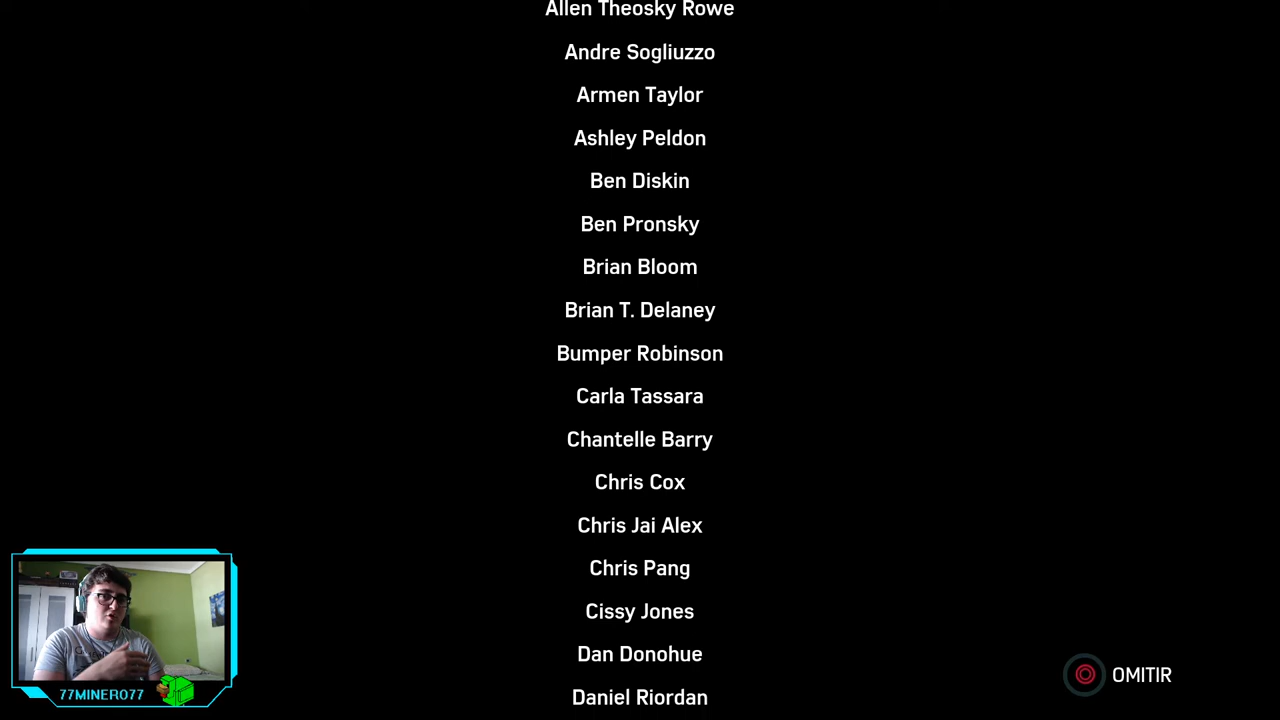 Allen Theosky Rowe
Andre Sogliuzzo
Armen Taylor
Ashley Peldon
Ben Diskin
Ben Pronsky
Brian Bloom
Brian T. Delaney
Bumper Robinson
Carla Tassara
Chantelle Barry
Chris Cox
Chris Jai Alex
Chris Pang
Cissy Jones
Dan Donohue
Daniel Riordan
OMITIR
77MINERO77